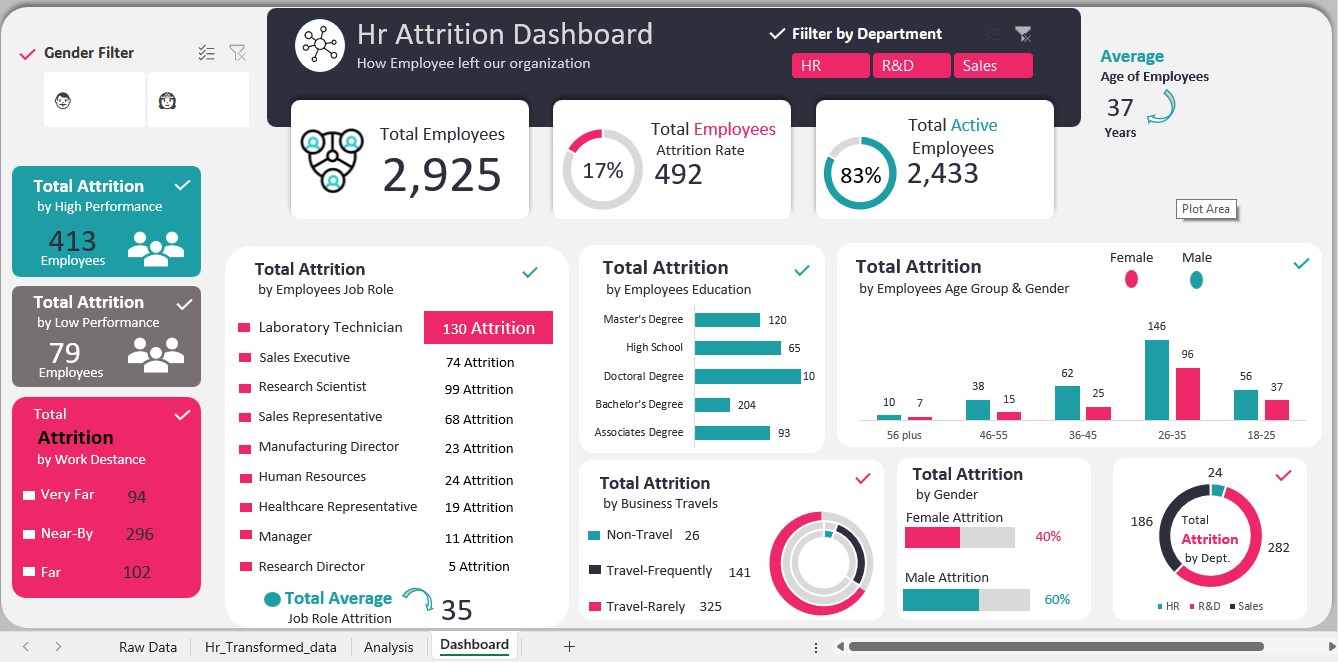 Gender Filter
Hr Attrition Dashboard
How Employee left our organization
Fiilter by Department
HR
R&D
Sales
Average
Age of Employees
37
Years
Total Employees
2,925
17%
Total Employees
Attrition Rate
492
83%
Total Active
Employees
2,433
Plot Area
Total Attrition
by High Performance
413
Employees
Total Attrition
by Low Performance
79
Employees
Total
Attrition
by Work Destance
Very Far 94
Near-By 296
Far 102
Total Attrition
by Employees Job Role
Laboratory Technician 130 Attrition
Sales Executive 74 Attrition
Research Scientist 99 Attrition
Sales Representative 68 Attrition
Manufacturing Director 23 Attrition
Human Resources 24 Attrition
Healthcare Representative 19 Attrition
Manager 11 Attrition
Research Director 5 Attrition
Total Average
Job Role Attrition
35
Total Attrition
by Employees Education
Master's Degree 120
High School 65
Doctoral Degree 10
Bachelor's Degree 204
Associates Degree 93
Total Attrition
by Employees Age Group & Gender
Female Male
10 7 38 15 62 25 146 96 56 37
56 plus 46-55 36-45 26-35 18-25
Total Attrition
by Business Travels
Non-Travel 26
Travel-Frequently 141
Travel-Rarely 325
Total Attrition
by Gender
Female Attrition
40%
Male Attrition
60%
24
186
282
Total
Attrition
by Dept.
HR R&D Sales
Raw Data Hr_Transformed_data Analysis Dashboard